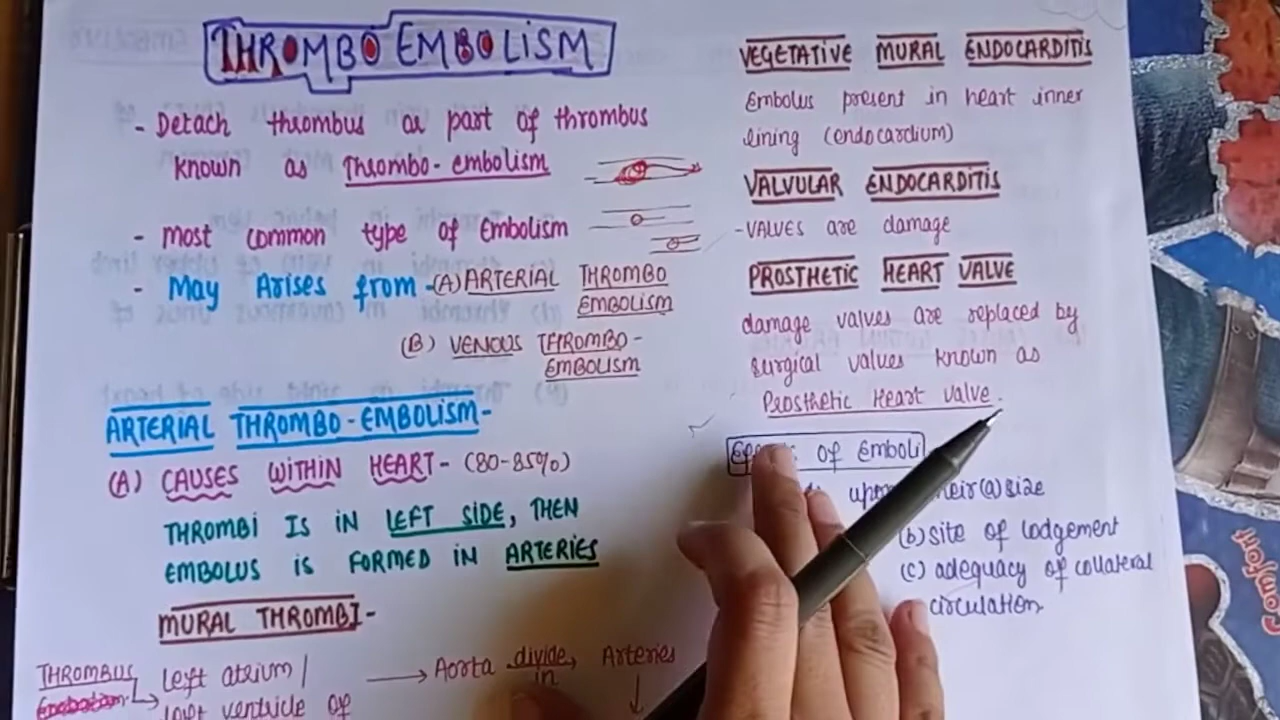 THROMBO EMBOLISM
- Detach thrombus or part of thrombus
known as Thrombo-embolism
- most common type of Embolism
- May Arises from - (A) ARTERIAL THROMBO
EMBOLISM
(B) VENOUS THROMBO-
EMBOLISM
ARTERIAL THROMBO-EMBOLISM-
(A) CAUSES WITHIN HEART - (80-85%)
THROMBI IS IN LEFT SIDE, THEN
EMBOLUS IS FORMED IN ARTERIES
MURAL THROMBI-
THROMBUS
Left atrium/
left ventricle of
→ Aorta divide in Arteries
VEGETATIVE MURAL ENDOCARDITIS
Embolus present in heart inner
lining (endocardium)
VALVULAR ENDOCARDITIS
-VALVES are damage
PROSTHETIC HEART VALVE
damage valves are replaced by
surgical values known as
Prosthetic Heart valve.
of Emboli
(a) size
(b) site of lodgement
(c) adequacy of collateral
circulation
Comfort